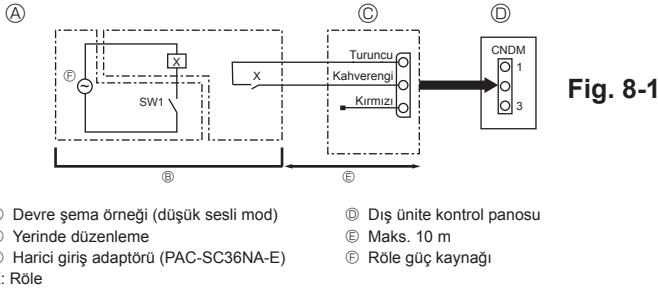 Ⓐ Ⓒ Ⓓ
Turuncu
Kahverengi
Kırmızı
X
X
SW1
Ⓕ
CNDM
1
3
Fig. 8-1
Ⓑ Ⓔ
Devre şema örneği (düşük sesli mod)
Yerinde düzenleme
Harici giriş adaptörü (PAC-SC36NA-E)
: Röle
Ⓓ Dış ünite kontrol panosu
Ⓔ Maks. 10 m
Ⓕ Röle güç kaynağı